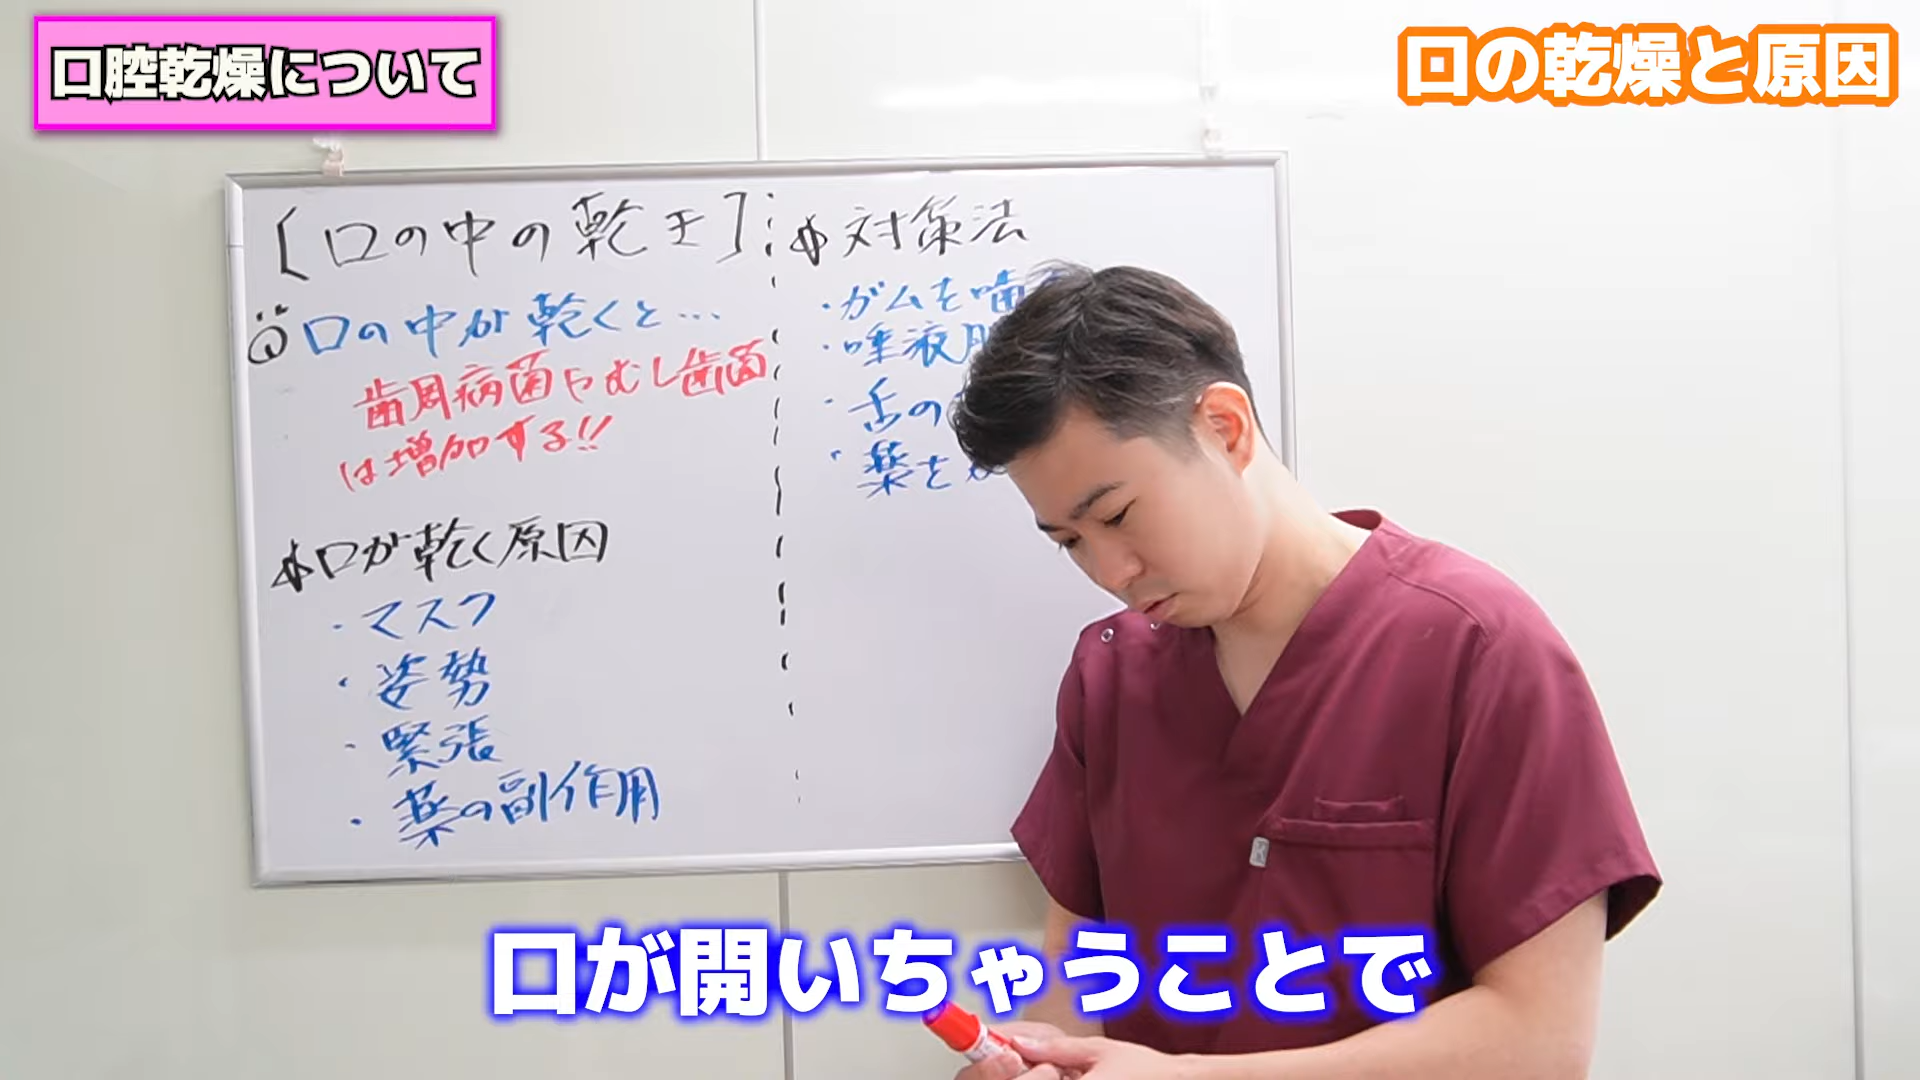 口腔乾燥について
口の乾燥と原因
[口の中の乾き]
口の中が乾くと…
歯周病菌やむし歯菌
は増加する!!
口が乾く原因
・マスク
・姿勢
・緊張
・薬の副作用
対策法
・ガムを噛
・唾液
・舌の
・薬を
口が開いちゃうことで